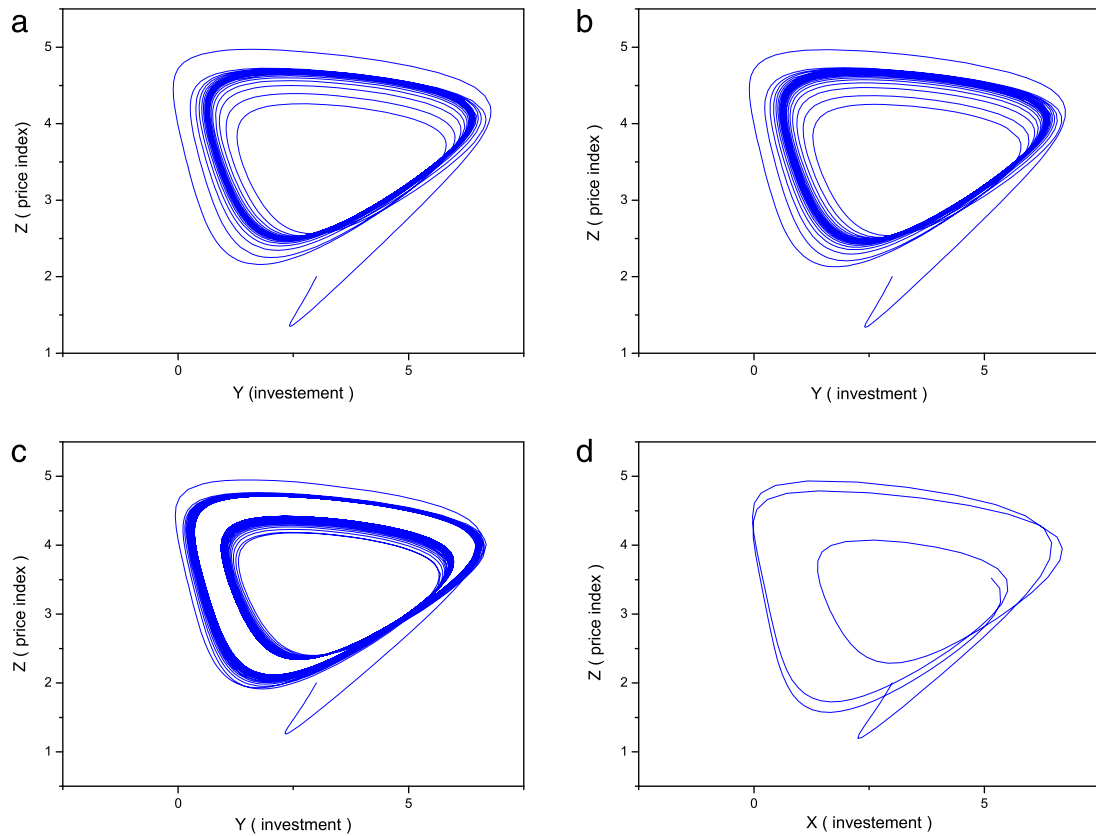 a
5
4
3
2
1
0
5
Z ( price index)
Y (investement )
b
5
4
3
2
1
0
5
Z ( price index )
Y ( investment )
c
5
4
3
2
1
0
5
Z ( price index )
Y ( investment )
d
5
4
3
2
1
0
5
Z ( price index )
X ( investment )